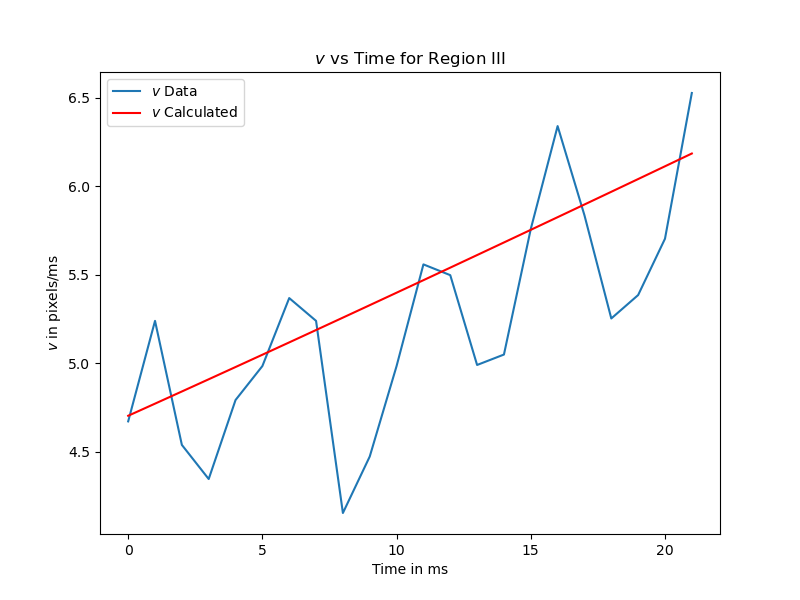 v vs Time for Region III
v Data
v Calculated
6.5
6.0
5.5
5.0
4.5
v in pixels/ms
0 5 10 15 20
Time in ms